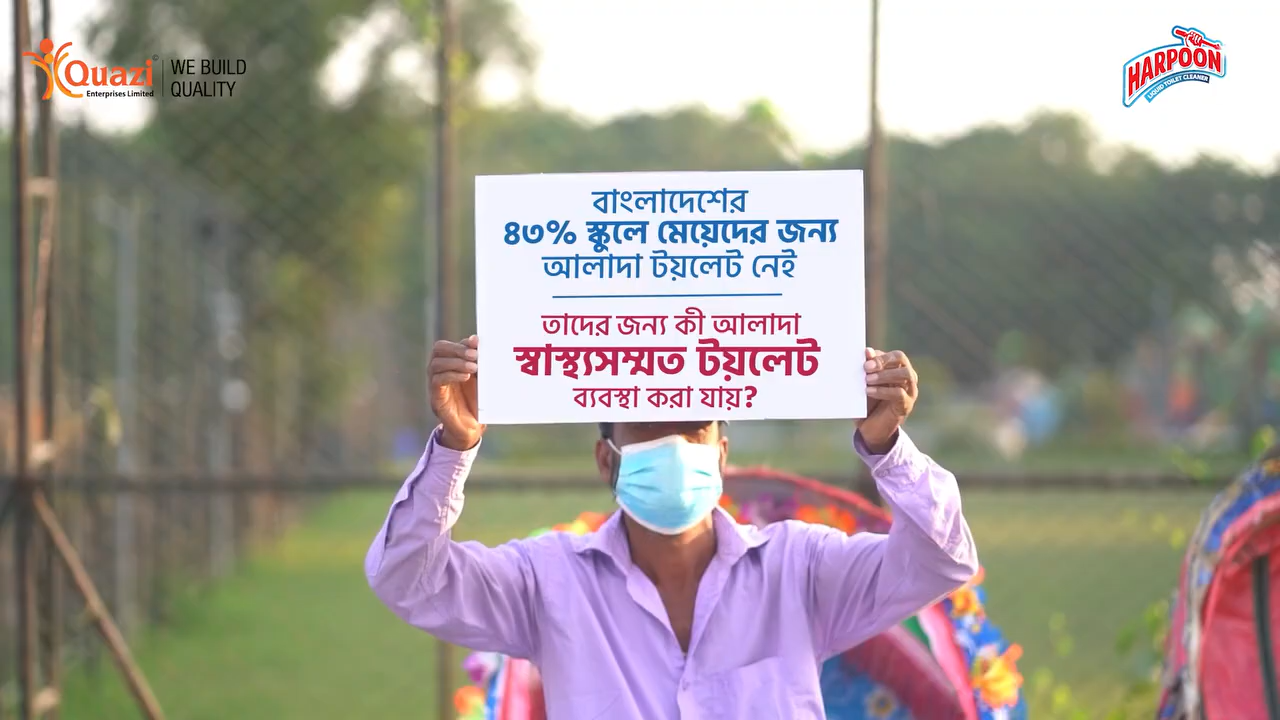 Quazi
Enterprises Limited
WE BUILD
QUALITY
HARPOON
LIQUID TOILET CLEANER
বাংলাদেশের
৪৩% স্কুলে মেয়েদের জন্য
আলাদা টয়লেট নেই
তাদের জন্য কী আলাদা
স্বাস্থ্যসম্মত টয়লেট
ব্যবস্থা করা যায়?